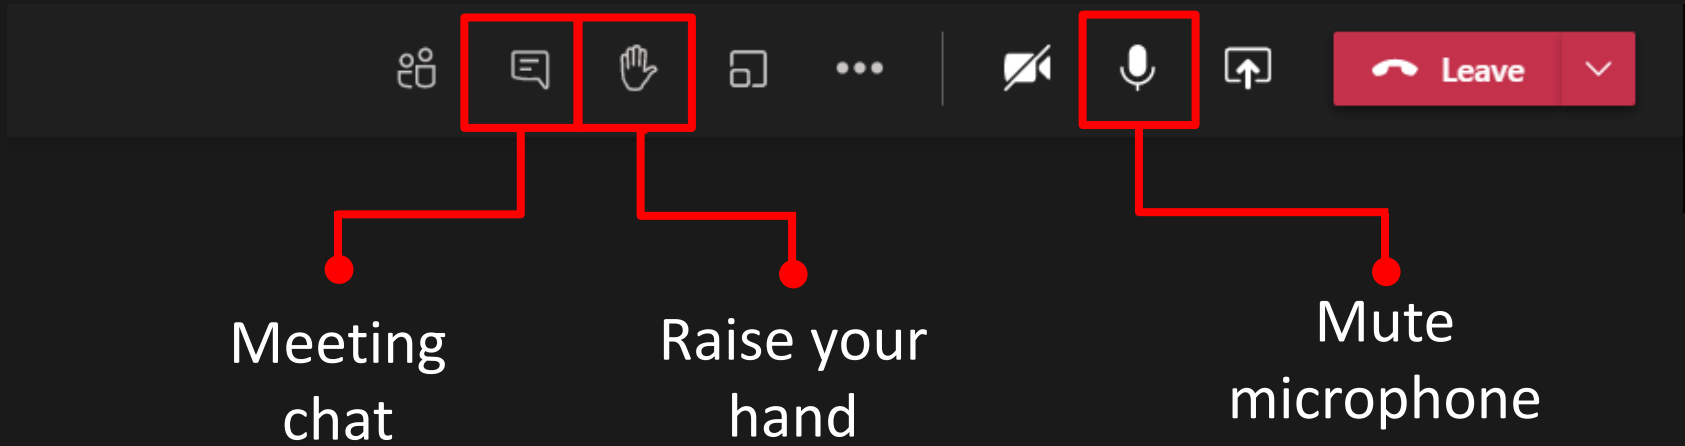 Leave
Meeting
chat
Raise your
hand
Mute
microphone